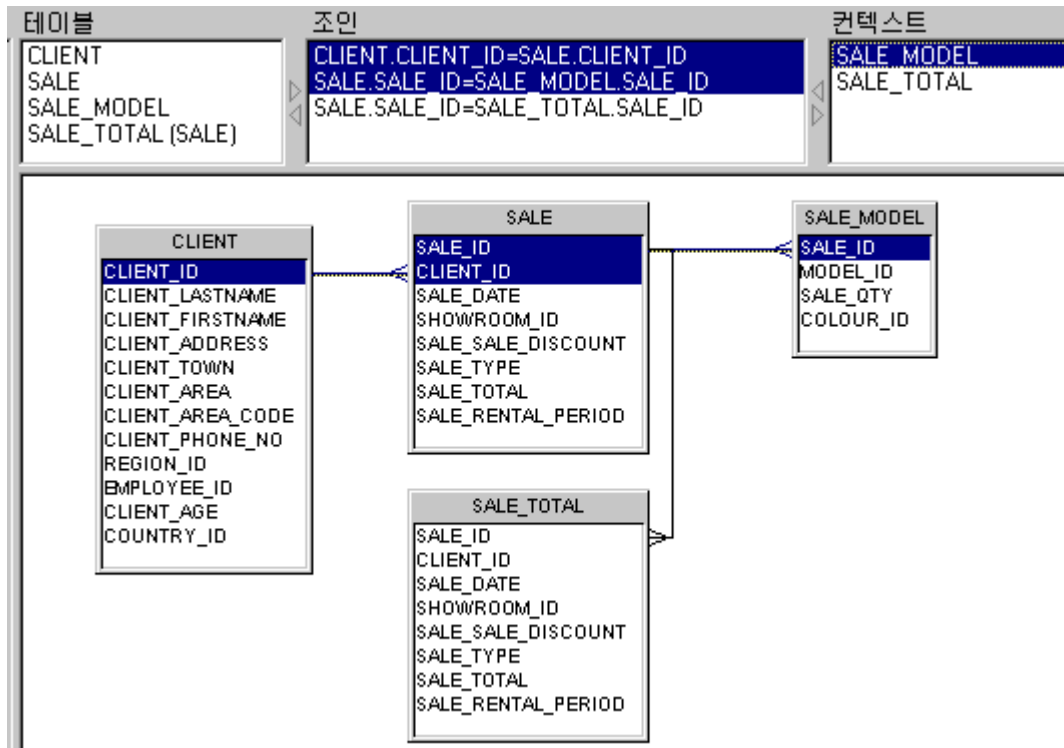 테이블
CLIENT
SALE
SALE_MODEL
SALE_TOTAL (SALE)
조인
CLIENT.CLIENT_ID=SALE.CLIENT_ID
SALE.SALE_ID=SALE_MODEL.SALE_ID
SALE.SALE_ID=SALE_TOTAL.SALE_ID
컨텍스트
SALE_MODEL
SALE_TOTAL
CLIENT
CLIENT_ID
CLIENT_LASTNAME
CLIENT_FIRSTNAME
CLIENT_ADDRESS
CLIENT_TOWN
CLIENT_AREA
CLIENT_AREA_CODE
CLIENT_PHONE_NO
REGION_ID
EMPLOYEE_ID
CLIENT_AGE
COUNTRY_ID
SALE
SALE_ID
CLIENT_ID
SALE_DATE
SHOWROOM_ID
SALE_SALE_DISCOUNT
SALE_TYPE
SALE_TOTAL
SALE_RENTAL_PERIOD
SALE_MODEL
SALE_ID
MODEL_ID
SALE_QTY
COLOUR_ID
SALE_TOTAL
SALE_ID
CLIENT_ID
SALE_DATE
SHOWROOM_ID
SALE_SALE_DISCOUNT
SALE_TYPE
SALE_TOTAL
SALE_RENTAL_PERIOD